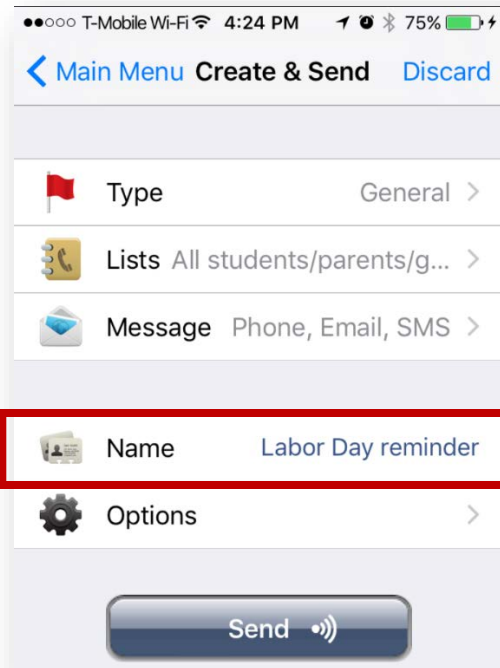 T-Mobile Wi-Fi 4:24 PM 75%
Main Menu Create & Send Discard
Type General
Lists All students/parents/g...
Message Phone, Email, SMS
Name Labor Day reminder
Options
Send